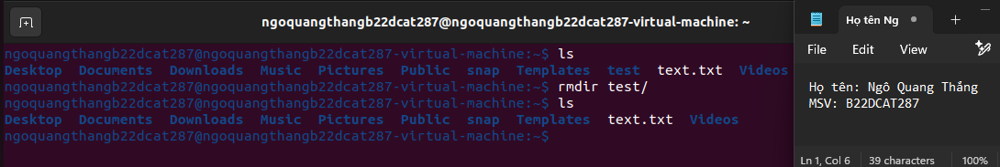 ngoquangthangb22dcat287@ngoquangthangb22dcat287-virtual-machine: ~
ngoquangthangb22dcat287@ngoquangthangb22dcat287-virtual-machine:~$ ls
Desktop Documents Downloads Music Pictures Public snap Templates test text.txt Videos
ngoquangthangb22dcat287@ngoquangthangb22dcat287-virtual-machine:~$ rmdir test/
ngoquangthangb22dcat287@ngoquangthangb22dcat287-virtual-machine:~$ ls
Desktop Documents Downloads Music Pictures Public snap Templates text.txt Videos
ngoquangthangb22dcat287@ngoquangthangb22dcat287-virtual-machine:~$
Họ tên Ng
File Edit View
Họ tên: Ngô Quang Thắng
MSV: B22DCAT287
Ln 1, Col 6 39 characters 100%